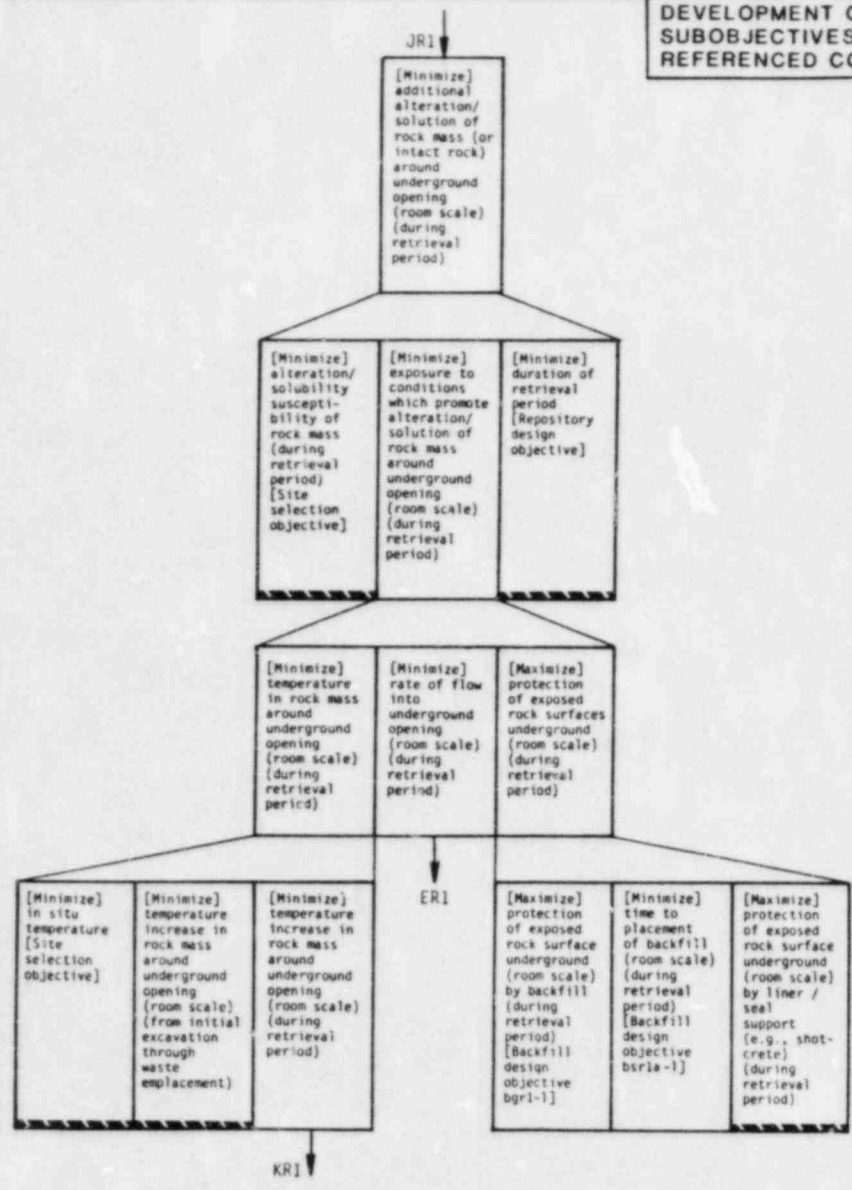 DEVELOPMENT
SUBOBJECTIVES
REFERENCED
JR1
[Minimize]
additional
alteration/
solution of
rock mass (or
intact rock)
around
underground
opening
(room scale)
(during
retrieval
period)
[Minimize]
alteration/
solubility
suscepti-
bility of
rock mass
(during
retrieval
period)
[Site
selection
objective]
[Minimize]
exposure to
conditions
which promote
alteration/
solution of
rock mass
around
underground
opening
(room scale)
(during
retrieval
period)
[Minimize]
duration of
retrieval
period
[Repository
design
objective]
[Minimize]
temperature
in rock mass
around
underground
opening
(room scale)
(during
retrieval
period)
[Minimize]
rate of flow
into
underground
opening
(room scale)
(during
retrieval
period)
[Maximize]
protection
of exposed
rock surfaces
underground
(room scale)
(during
retrieval
period)
ER1
[Minimize]
in situ
temperature
[Site
selection
objective]
[Minimize]
temperature
increase in
rock mass
around
underground
opening
(room scale)
(from initial
excavation
through
waste
emplacement)
[Minimize]
temperature
increase in
rock mass
around
underground
opening
(room scale)
(during
retrieval
period)
[Maximize]
protection
of exposed
rock surface
underground
(room scale)
by backfill
(during
retrieval
period)
[Backfill
design
objective
bgr1-1]
[Minimize]
time to
placement
of backfill
(room scale)
(during
retrieval
period)
[Backfill
design
objective
bsr1a-1]
[Maximize]
protection
of exposed
rock surface
underground
(room scale)
by liner /
seal
support
(e.g., shot-
crete)
(during
retrieval
period)
KR1